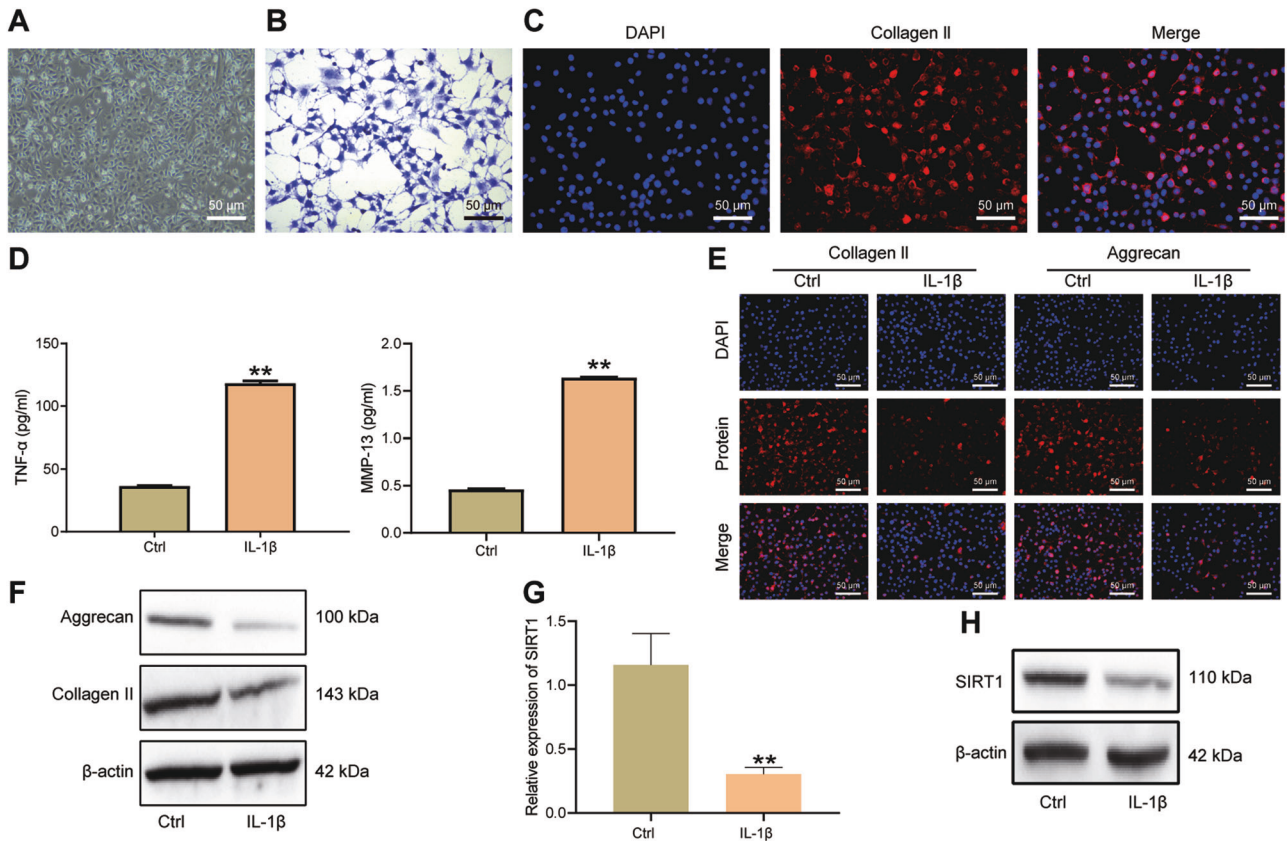 A
50 µm
B
50 µm
C
DAPI
Collagen II
Merge
50 µm
50 µm
50 µm
D
TNF-α (pg/ml)
150
100
50
0
**
Ctrl
IL-1β
MMP-13 (pg/ml)
2.0
1.5
1.0
0.5
0.0
**
Ctrl
IL-1β
E
Collagen II
Aggrecan
Ctrl
IL-1β
Ctrl
IL-1β
DAPI
50 µm
50 µm
50 µm
50 µm
Protein
50 µm
50 µm
50 µm
50 µm
Merge
50 µm
50 µm
50 µm
50 µm
F
Aggrecan
100 kDa
Collagen II
143 kDa
β-actin
42 kDa
Ctrl
IL-1β
G
Relative expression of SIRT1
1.5
1.0
0.5
0.0
**
Ctrl
IL-1β
H
SIRT1
110 kDa
β-actin
42 kDa
Ctrl
IL-1β